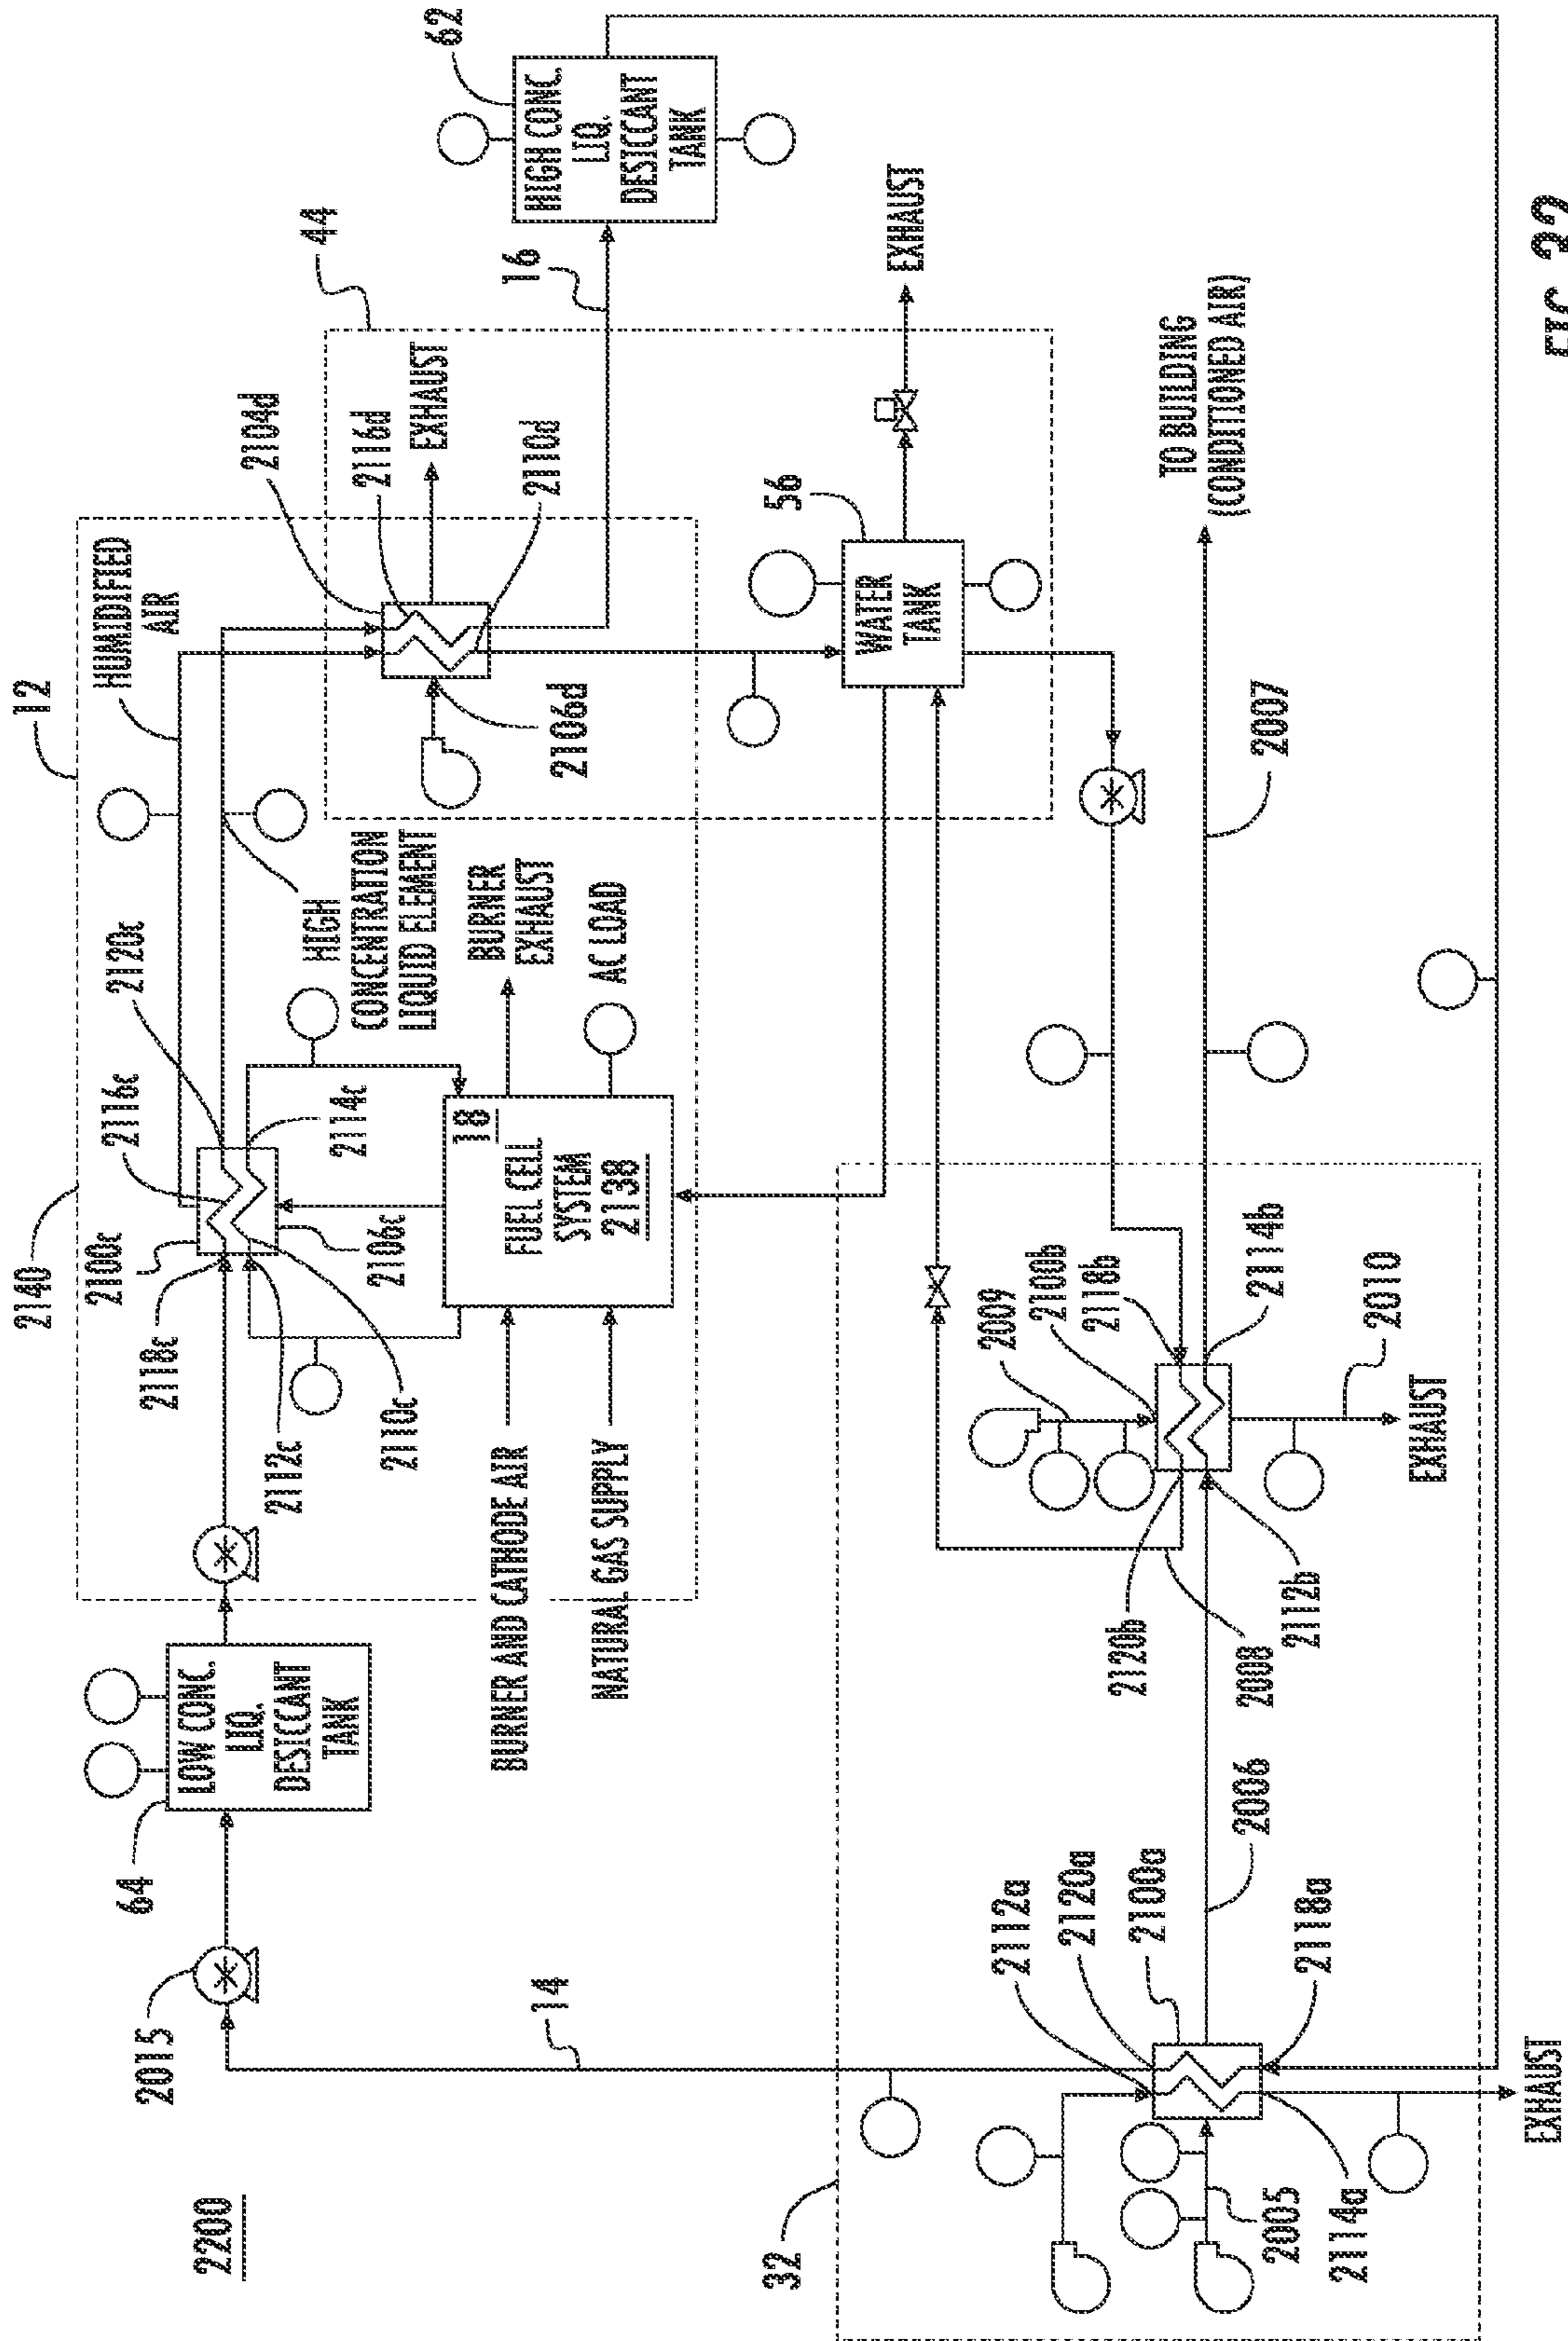 2200
12
2140
2100c
2116c
2120c
2118c
2112c
2110c
2106c
2114c
HUMIDIFIED
AIR
HIGH
CONCENTRATION
LIQUID ELEMENT
2104d
2116d
2110d
2106d
EXHAUST
44
16
62
HIGH CONC.
LIQ.
DESICCANT
TANK
64
LOW CONC.
LIQ.
DESICCANT
TANK
2015
14
BURNER AND CATHODE AIR
NATURAL GAS SUPPLY
18
FUEL CELL
SYSTEM
2138
BURNER
EXHAUST
AC LOAD
56
WATER
TANK
EXHAUST
32
2112a
2120a
2100a
2118a
2114a
2005
2006
2009
2100b
2118b
2120b
2008
2112b
2114b
2010
EXHAUST
2007
TO BUILDING
(CONDITIONED AIR)
EXHAUST
FIG. 32